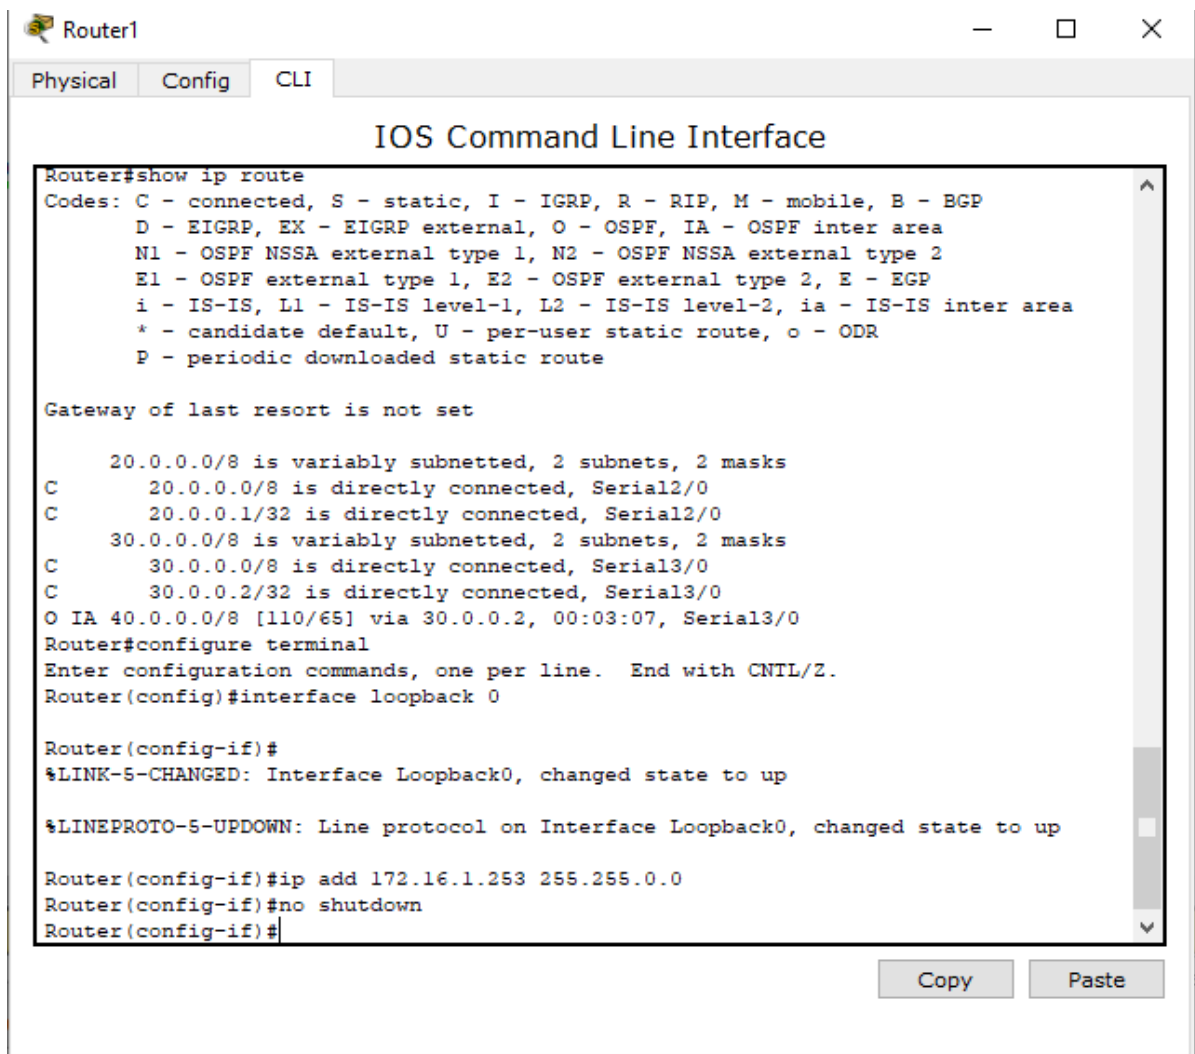 Router1
Physical Config CLI
IOS Command Line Interface
Router#show ip route
Codes: C - connected, S - static, I - IGRP, R - RIP, M - mobile, B - BGP
       D - EIGRP, EX - EIGRP external, O - OSPF, IA - OSPF inter area
       N1 - OSPF NSSA external type 1, N2 - OSPF NSSA external type 2
       E1 - OSPF external type 1, E2 - OSPF external type 2, E - EGP
       i - IS-IS, L1 - IS-IS level-1, L2 - IS-IS level-2, ia - IS-IS inter area
       * - candidate default, U - per-user static route, o - ODR
       P - periodic downloaded static route
Gateway of last resort is not set
     20.0.0.0/8 is variably subnetted, 2 subnets, 2 masks
C       20.0.0.0/8 is directly connected, Serial2/0
C       20.0.0.1/32 is directly connected, Serial2/0
     30.0.0.0/8 is variably subnetted, 2 subnets, 2 masks
C       30.0.0.0/8 is directly connected, Serial3/0
C       30.0.0.2/32 is directly connected, Serial3/0
O IA 40.0.0.0/8 [110/65] via 30.0.0.2, 00:03:07, Serial3/0
Router#configure terminal
Enter configuration commands, one per line.  End with CNTL/Z.
Router(config)#interface loopback 0
Router(config-if)#
%LINK-5-CHANGED: Interface Loopback0, changed state to up
%LINEPROTO-5-UPDOWN: Line protocol on Interface Loopback0, changed state to up
Router(config-if)#ip add 172.16.1.253 255.255.0.0
Router(config-if)#no shutdown
Router(config-if)#
Copy Paste